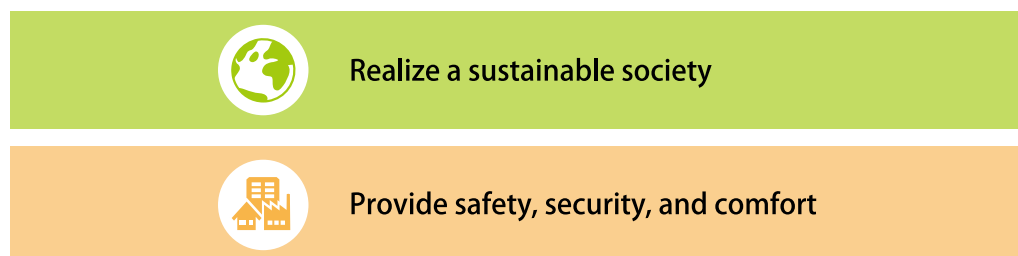 Realize a sustainable society
Provide safety, security, and comfort